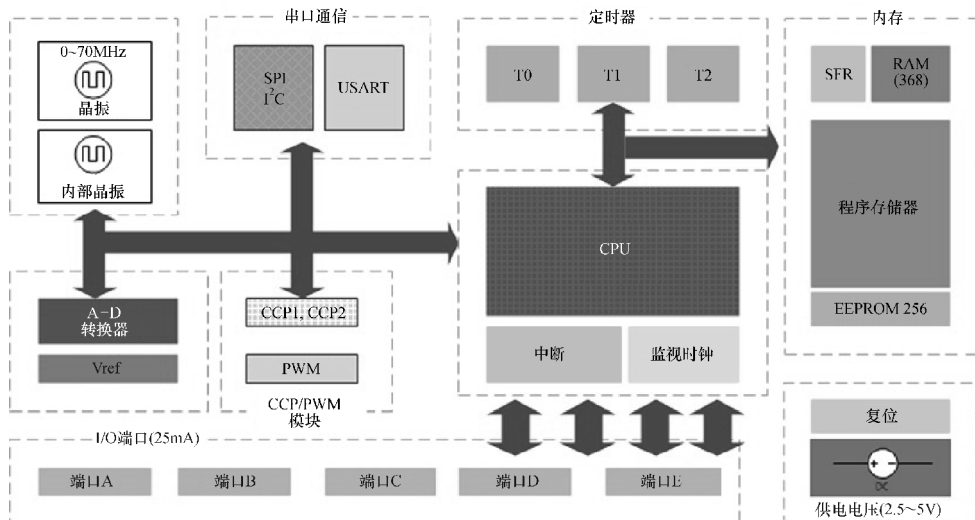 0~70MHz
晶振
内部晶振
串口通信
SPI
I²C
USART
定时器
T0
T1
T2
内存
SFR
RAM
(368)
程序存储器
EEPROM 256
CPU
中断
监视时钟
A-D
转换器
Vref
CCP1, CCP2
PWM
CCP/PWM
模块
I/O端口(25mA)
端口A
端口B
端口C
端口D
端口E
复位
供电电压(2.5~5V)